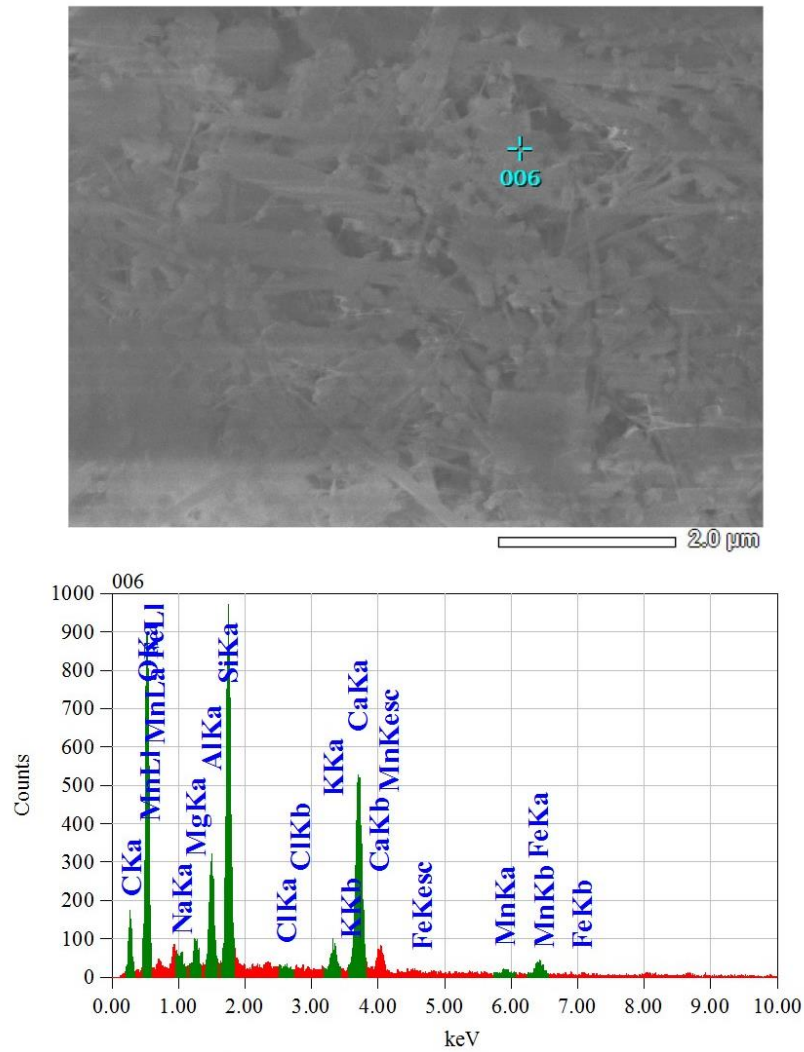 006
2.0 μm
006
1000
900
800
700
600
500
400
300
200
100
0
Counts
CKa
OKa
MnLl
MnLa
FeLl
NaKa
MgKa
AlKa
SiKa
ClKa
ClKb
KKa
KKb
CaKa
CaKb
MnKesc
FeKesc
MnKa
MnKb
FeKa
FeKb
0.00 1.00 2.00 3.00 4.00 5.00 6.00 7.00 8.00 9.00 10.00
keV